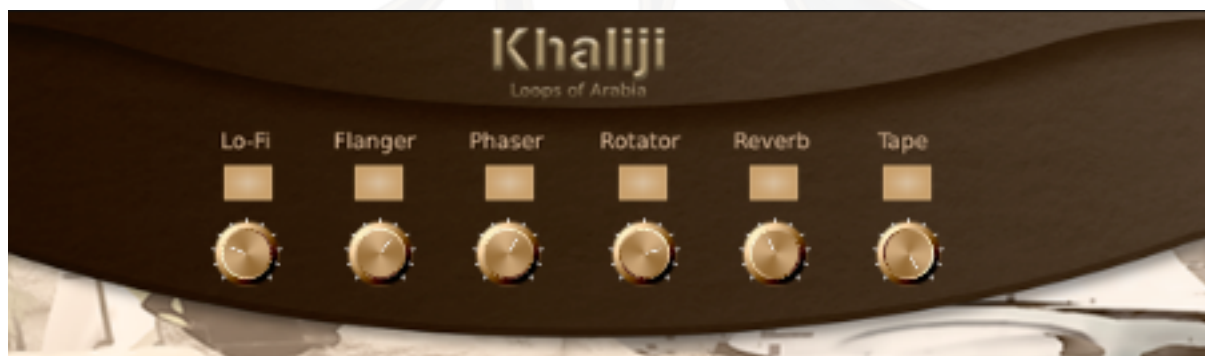 Khaliji
Loops of Arabia
Lo-Fi Flanger Phaser Rotator Reverb Tape